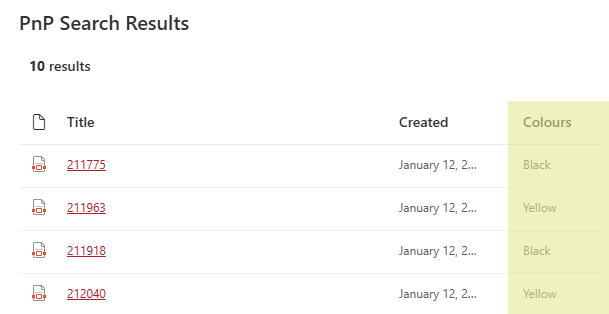 PnP Search Results
10 results
Title Created Colours
211775 January 12, 2... Black
211963 January 12, 2... Yellow
211918 January 12, 2... Black
212040 January 12, 2... Yellow